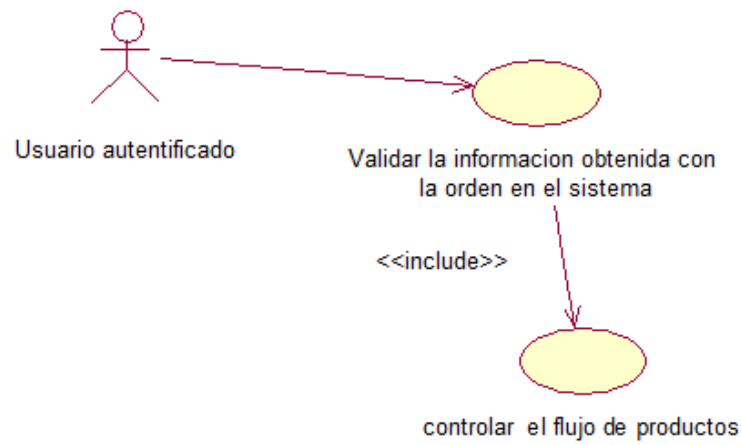 Usuario autentificado
Validar la informacion obtenida con
la orden en el sistema
<<include>>
controlar el flujo de productos